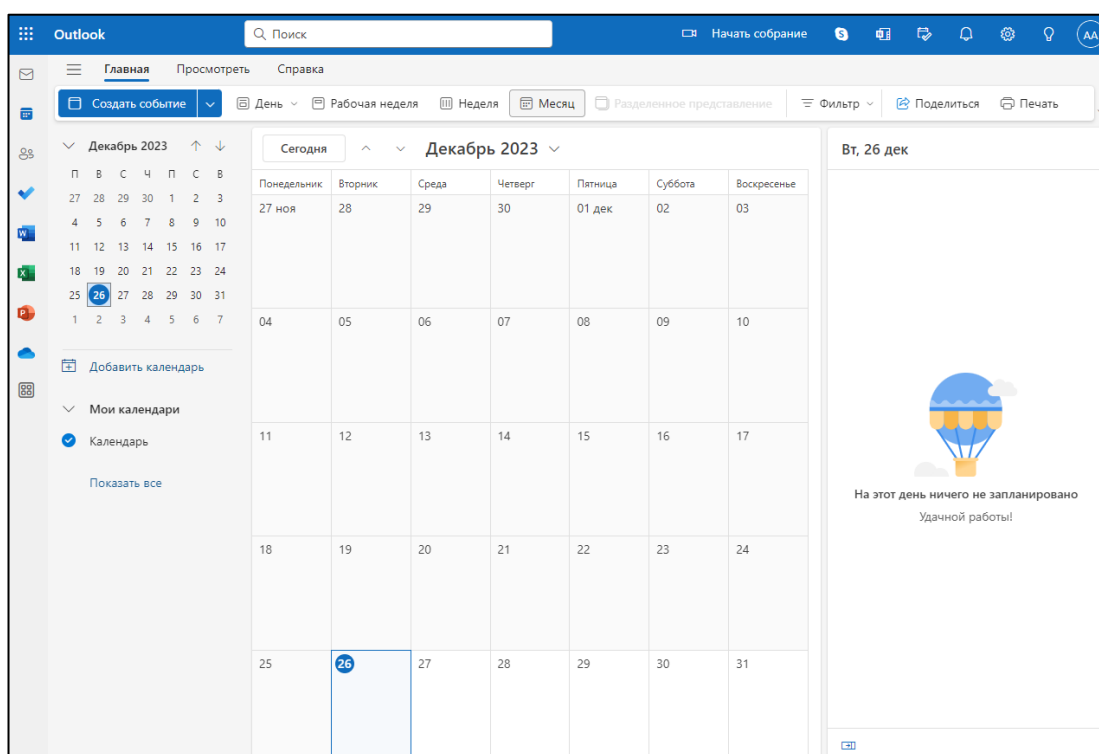 Outlook
Поиск
Начать собрание
AA
Главная Просмотреть Справка
Создать событие День Рабочая неделя Неделя Месяц Разделенное представление Фильтр Поделиться Печать
Декабрь 2023
П В С Ч П С В
27 28 29 30 1 2 3
4 5 6 7 8 9 10
11 12 13 14 15 16 17
18 19 20 21 22 23 24
25 26 27 28 29 30 31
1 2 3 4 5 6 7
Добавить календарь
Мои календари
Календарь
Показать все
Сегодня Декабрь 2023
Понедельник Вторник Среда Четверг Пятница Суббота Воскресенье
27 ноя 28 29 30 01 дек 02 03
04 05 06 07 08 09 10
11 12 13 14 15 16 17
18 19 20 21 22 23 24
25 26 27 28 29 30 31
Вт, 26 дек
На этот день ничего не запланировано
Удачной работы!